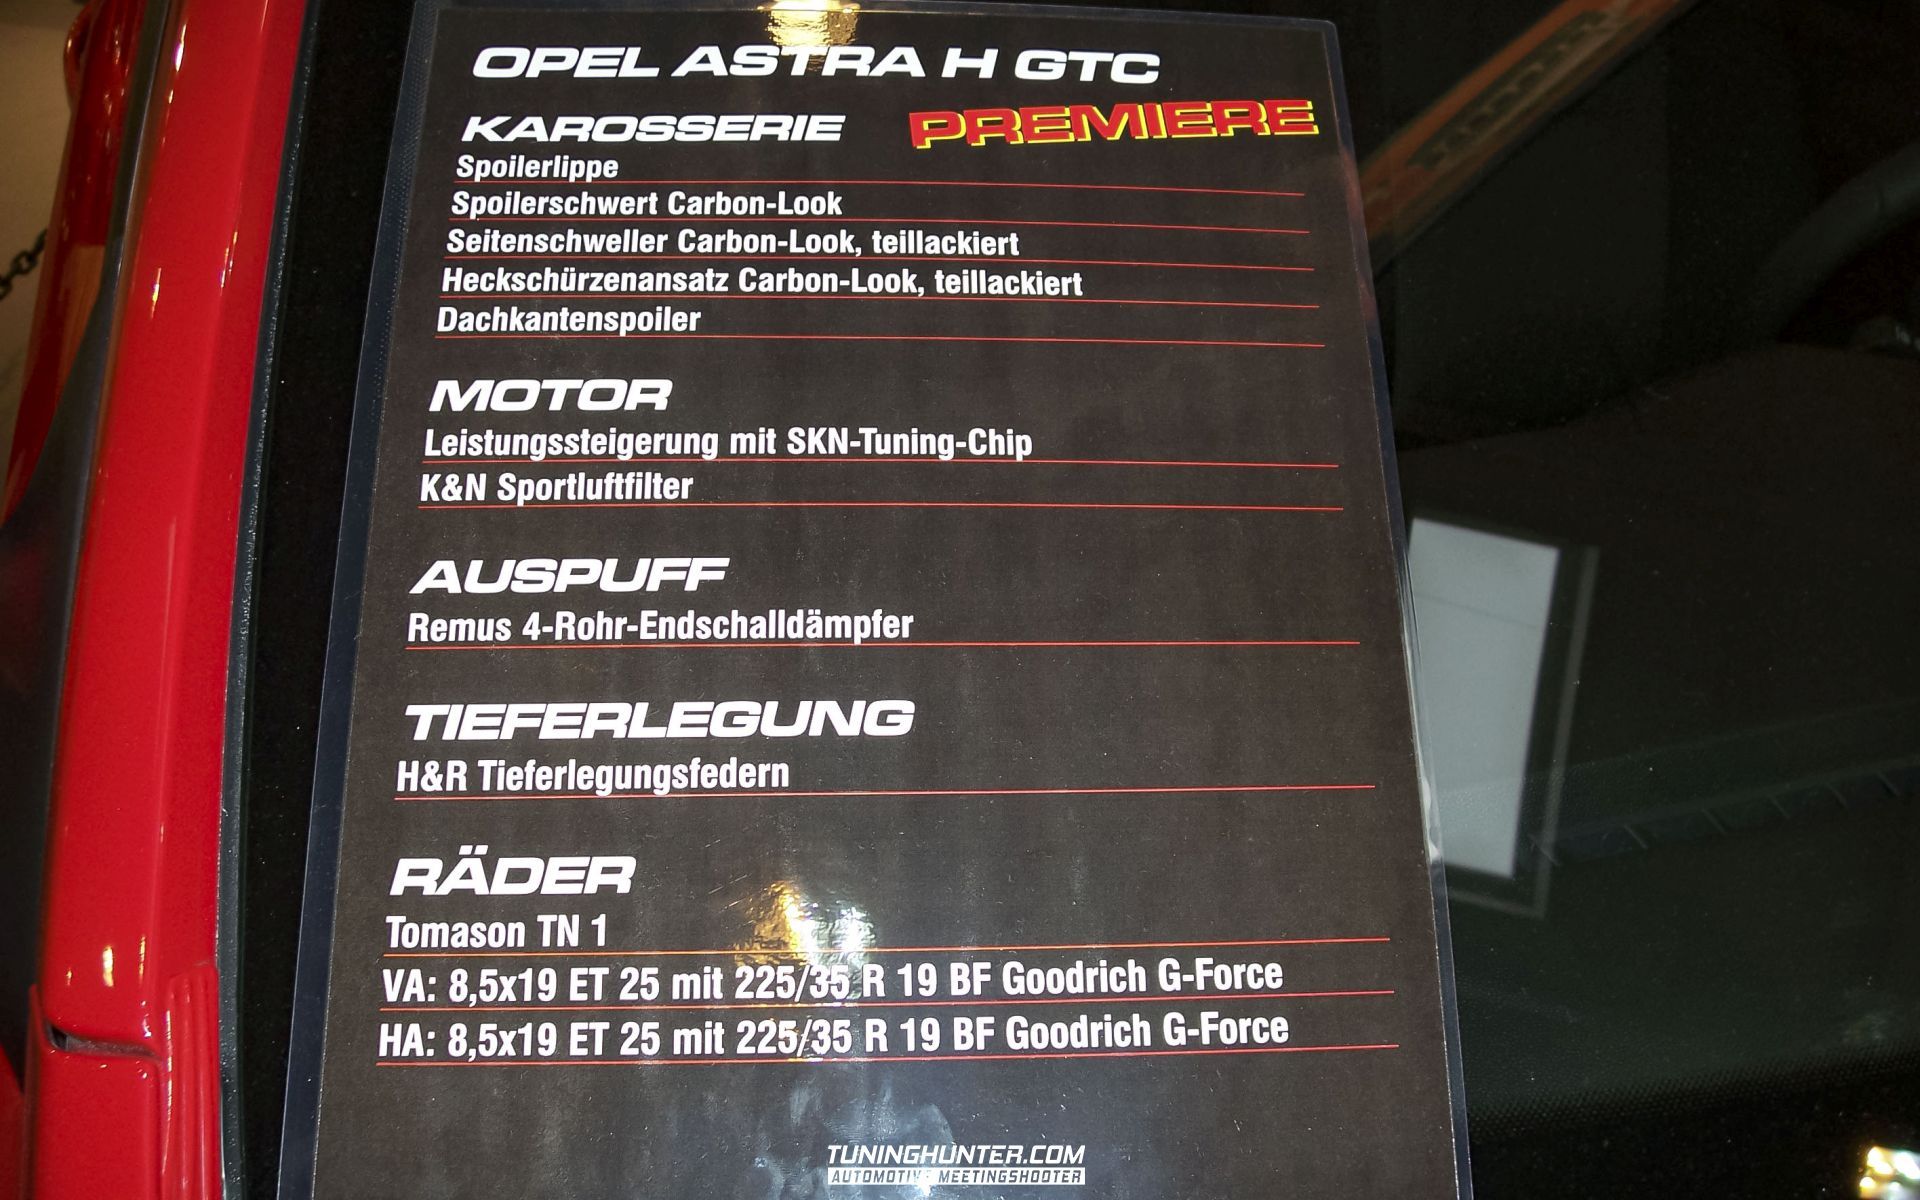 OPEL ASTRA H GTC
KAROSSERIE PREMIERE
Spoilerlippe
Spoilerschwert Carbon-Look
Seitenschweller Carbon-Look, teillackiert
Heckschürzenansatz Carbon-Look, teillackiert
Dachkantenspoiler
MOTOR
Leistungssteigerung mit SKN-Tuning-Chip
K&N Sportluftfilter
AUSPUFF
Remus 4-Rohr-Endschalldämpfer
TIEFERLEGUNG
H&R Tieferlegungsfedern
RÄDER
Tomason TN 1
VA: 8,5x19 ET 25 mit 225/35 R 19 BF Goodrich G-Force
HA: 8,5x19 ET 25 mit 225/35 R 19 BF Goodrich G-Force
TUNINGHUNTER.COM
AUTOMOTIVE MEETINGSHOOTER